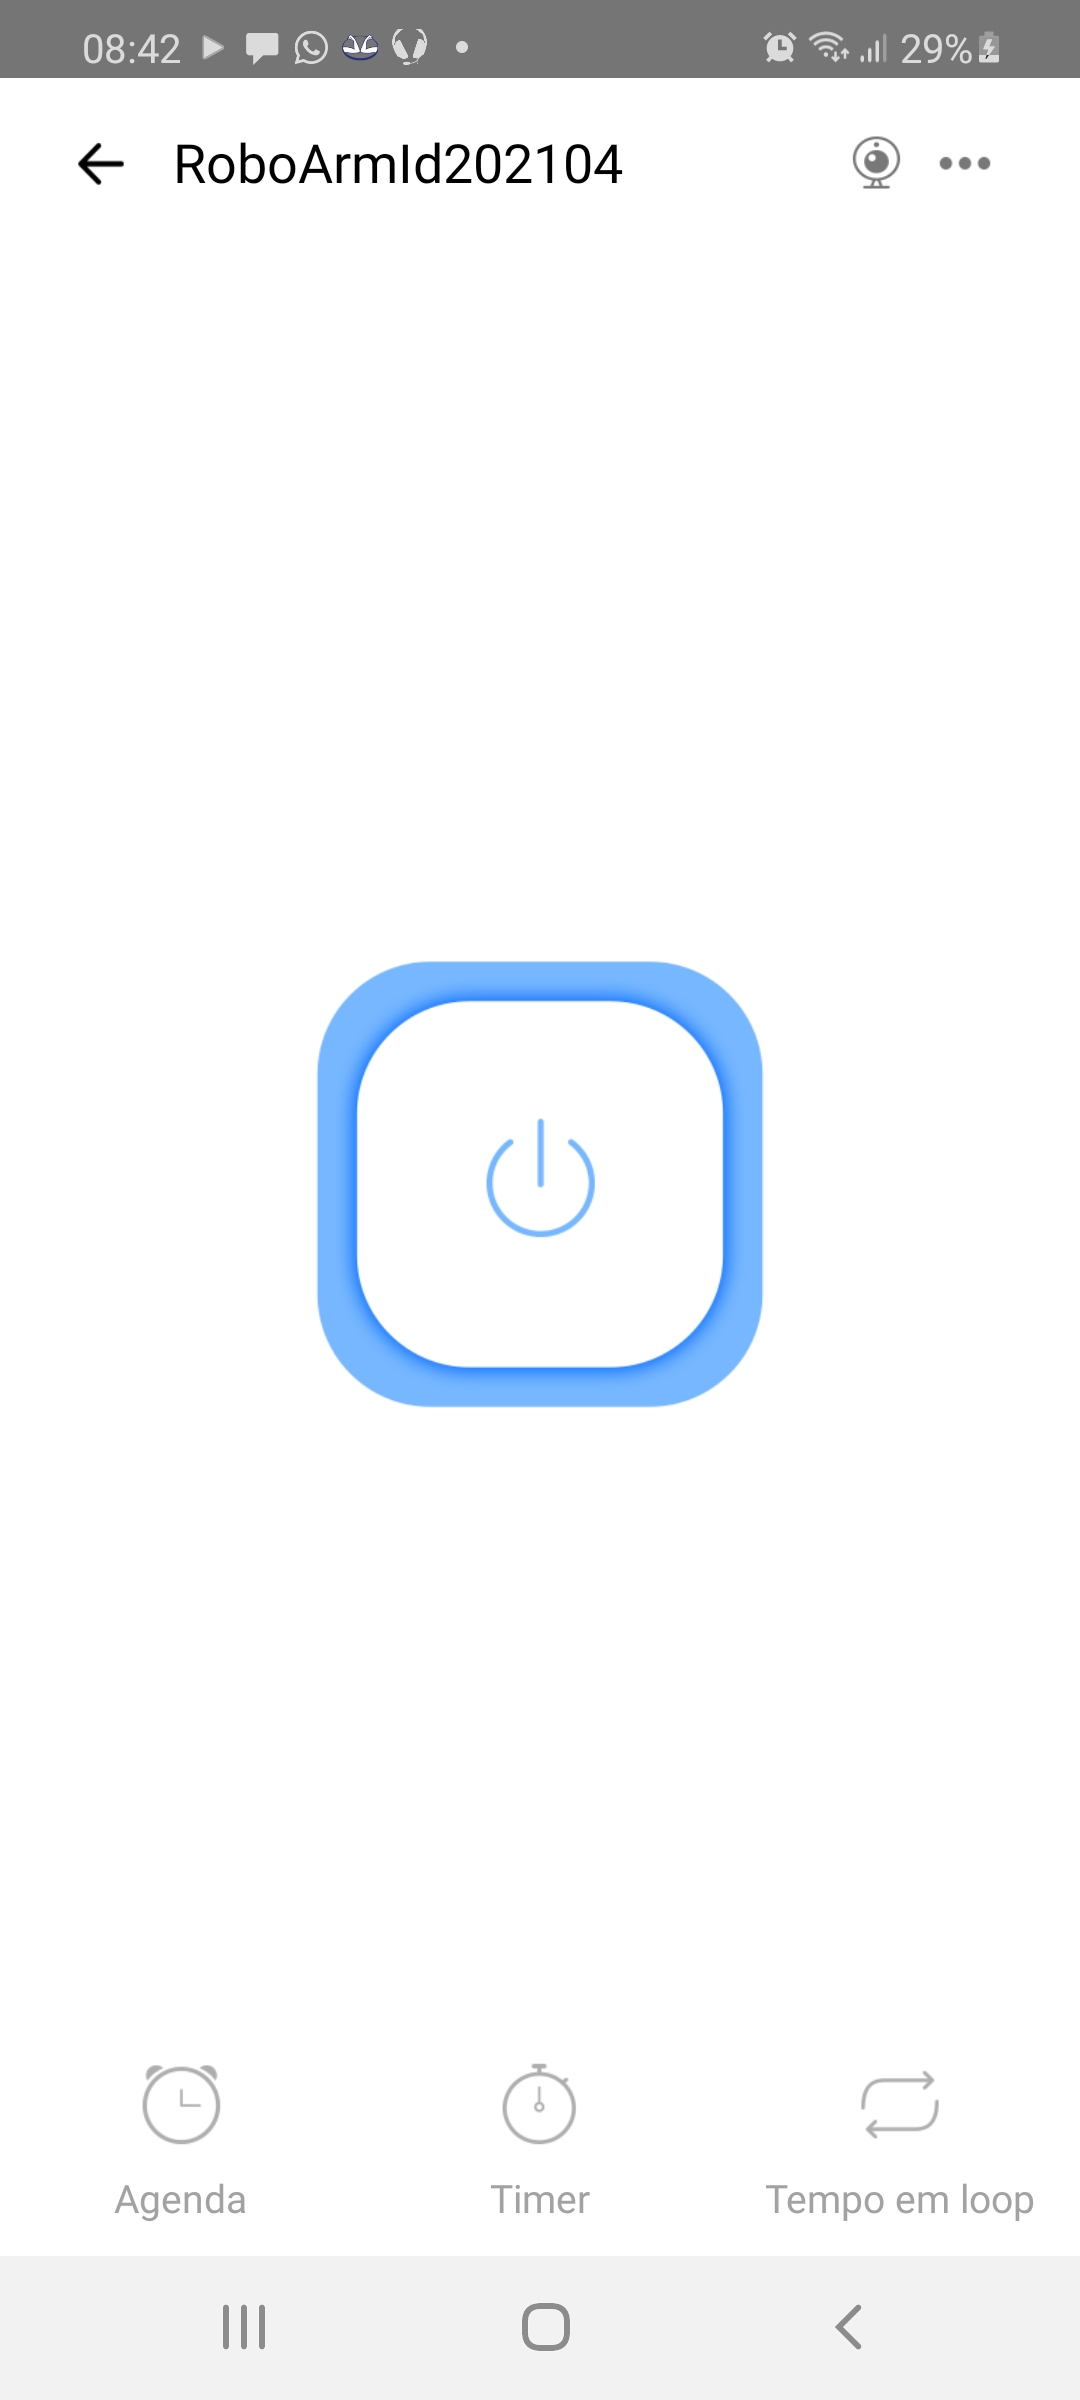 08:42
29%
RoboArmId202104
Agenda
Timer
Tempo em loop